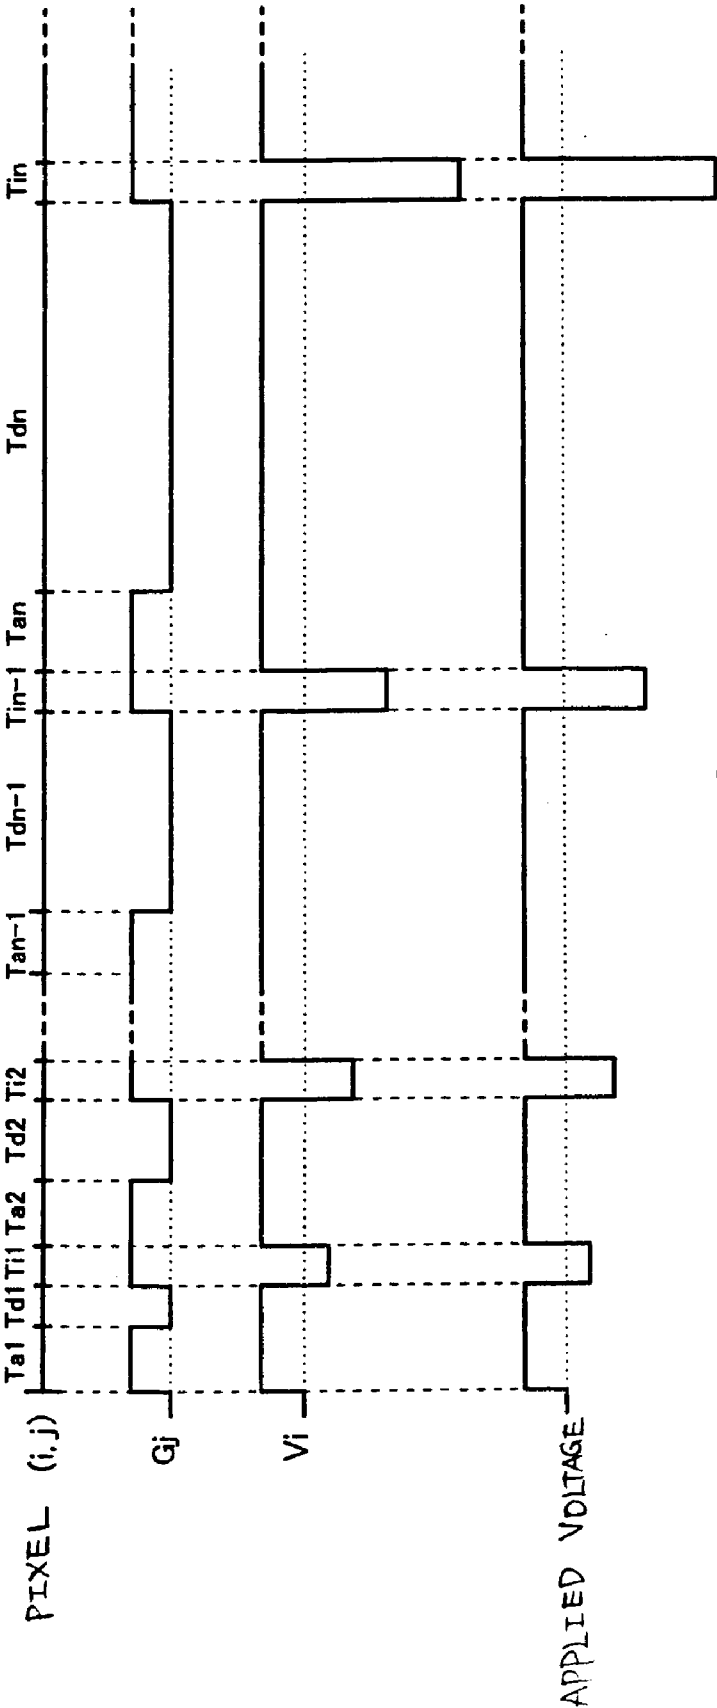 PIXEL (i, j)
Ta1 Td1 Ti1 Ta2 Td2 Ti2 Tan-1 Tdn-1 Tin-1 Tan Tdn Tin
Gj
Vi
APPLIED VOLTAGE